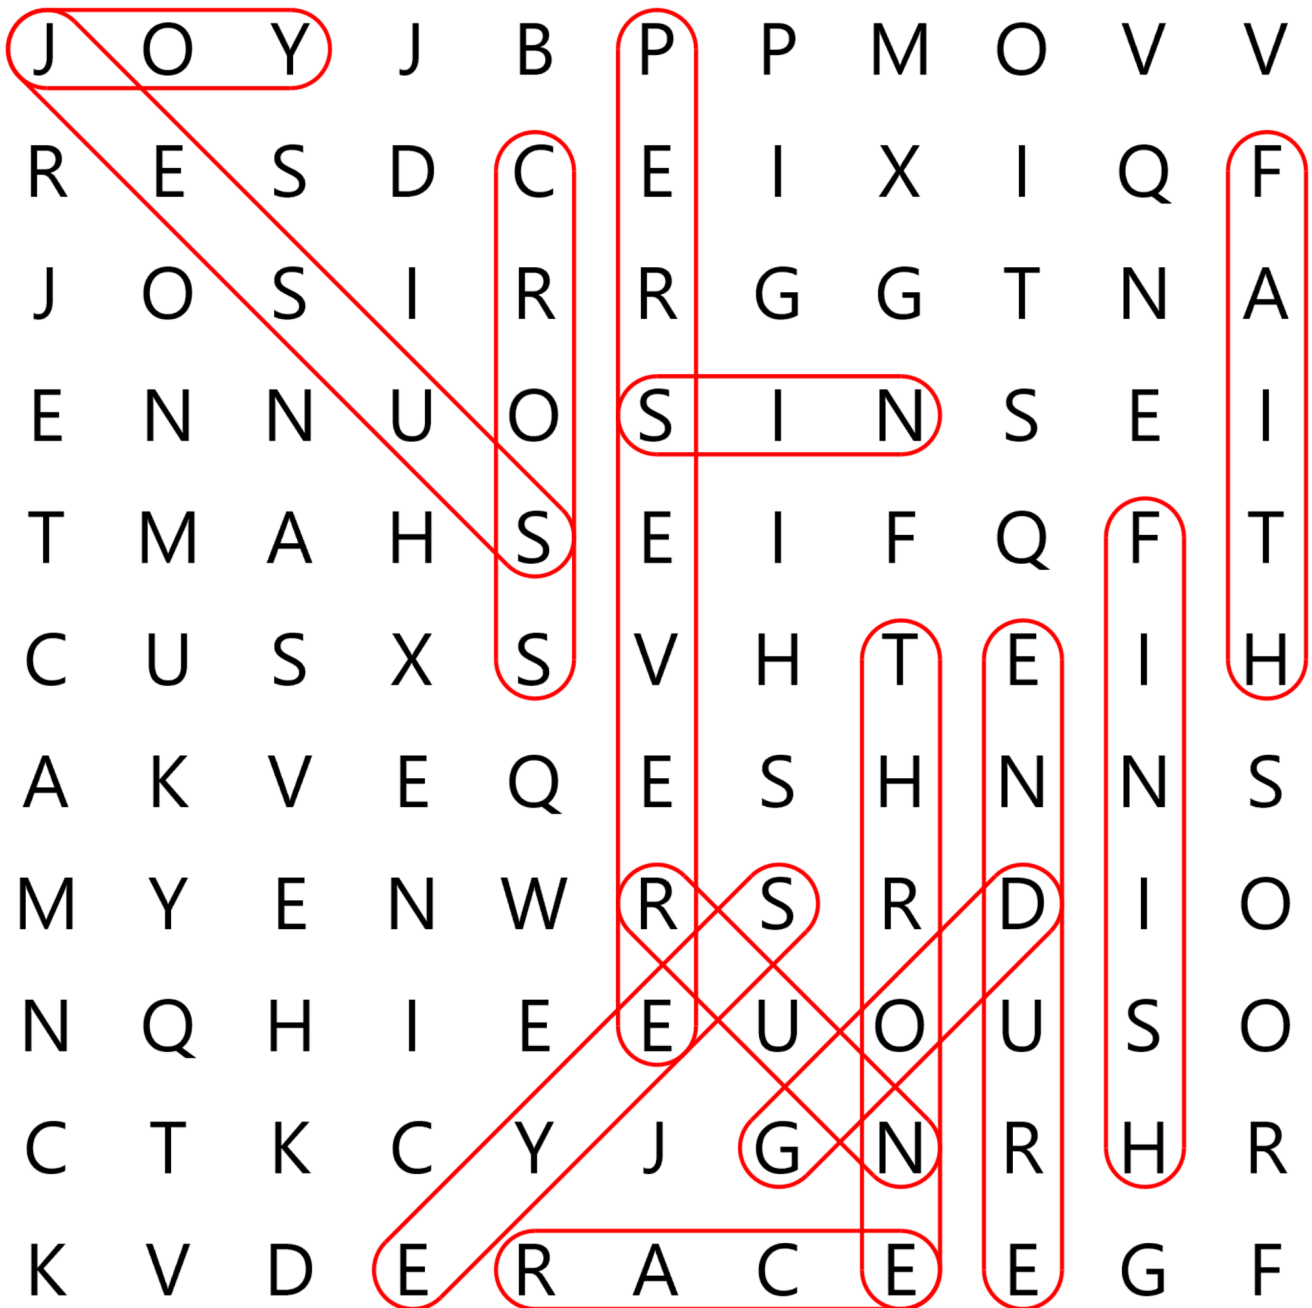 J O Y J B P P M O V V
R E S D C E I X I Q F
J O S I R R G G T N A
E N N U O S I N S E I
T M A H S E I F Q F T
C U S X S V H T E I H
A K V E Q E S H N N S
M Y E N W R S R D I O
N Q H I E E U O U S O
C T K C Y J G N R H R
K V D E R A C E E G F